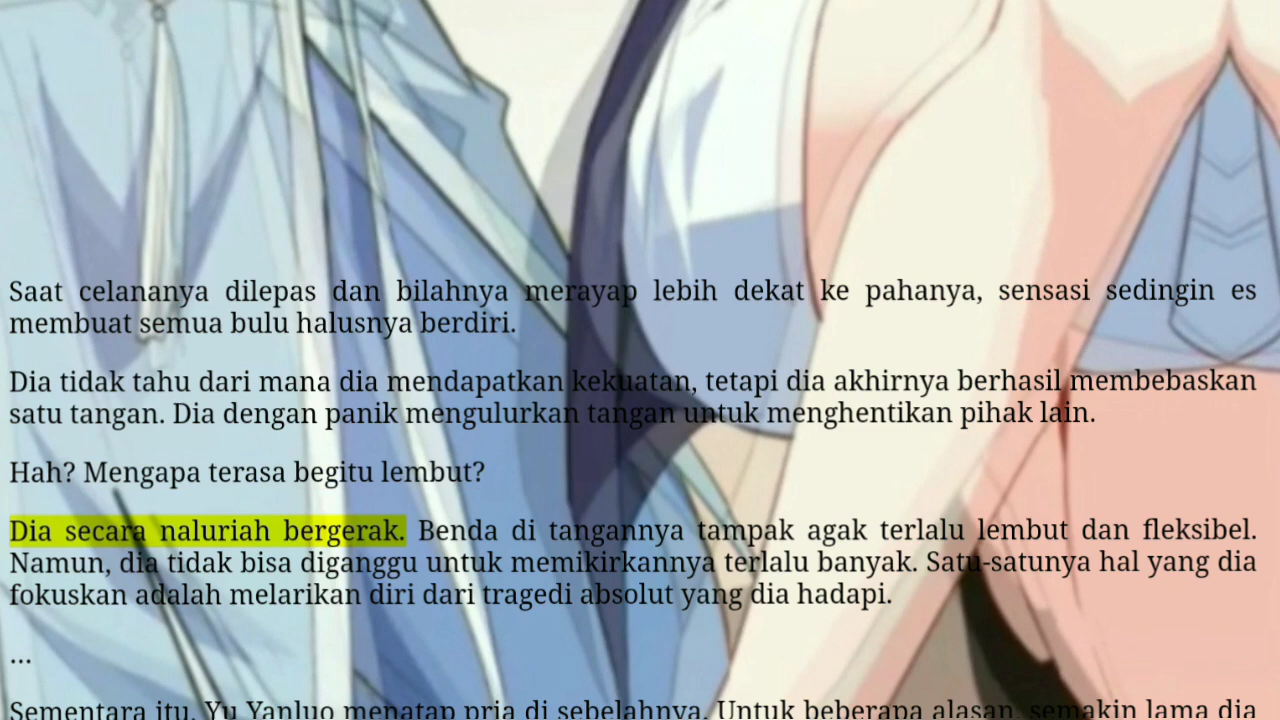 Saat celananya dilepas dan bilahnya merayap lebih dekat ke pahanya, sensasi sedingin es
membuat semua bulu halusnya berdiri.
Dia tidak tahu dari mana dia mendapatkan kekuatan, tetapi dia akhirnya berhasil membebaskan
satu tangan. Dia dengan panik mengulurkan tangan untuk menghentikan pihak lain.
Hah? Mengapa terasa begitu lembut?
Dia secara naluriah bergerak. Benda di tangannya tampak agak terlalu lembut dan fleksibel.
Namun, dia tidak bisa diganggu untuk memikirkannya terlalu banyak. Satu-satunya hal yang dia
fokuskan adalah melarikan diri dari tragedi absolut yang dia hadapi.
...
Sementara itu, Yu Yanluo menatap pria di sebelahnya. Untuk beberapa alasan, semakin lama dia